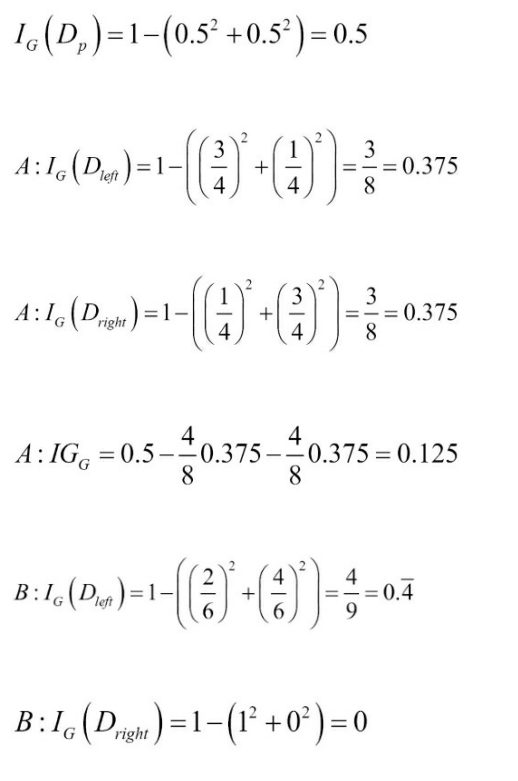 I_G(D_p) = 1 − (0.5² + 0.5²) = 0.5
A : I_G(D_left) = 1 − ((3/4)² + (1/4)²) = 3/8 = 0.375
A : I_G(D_right) = 1 − ((1/4)² + (3/4)²) = 3/8 = 0.375
A : IG_G = 0.5 − 4/8 0.375 − 4/8 0.375 = 0.125
B : I_G(D_left) = 1 − ((2/6)² + (4/6)²) = 4/9 = 0.4̅
B : I_G(D_right) = 1 − (1² + 0²) = 0